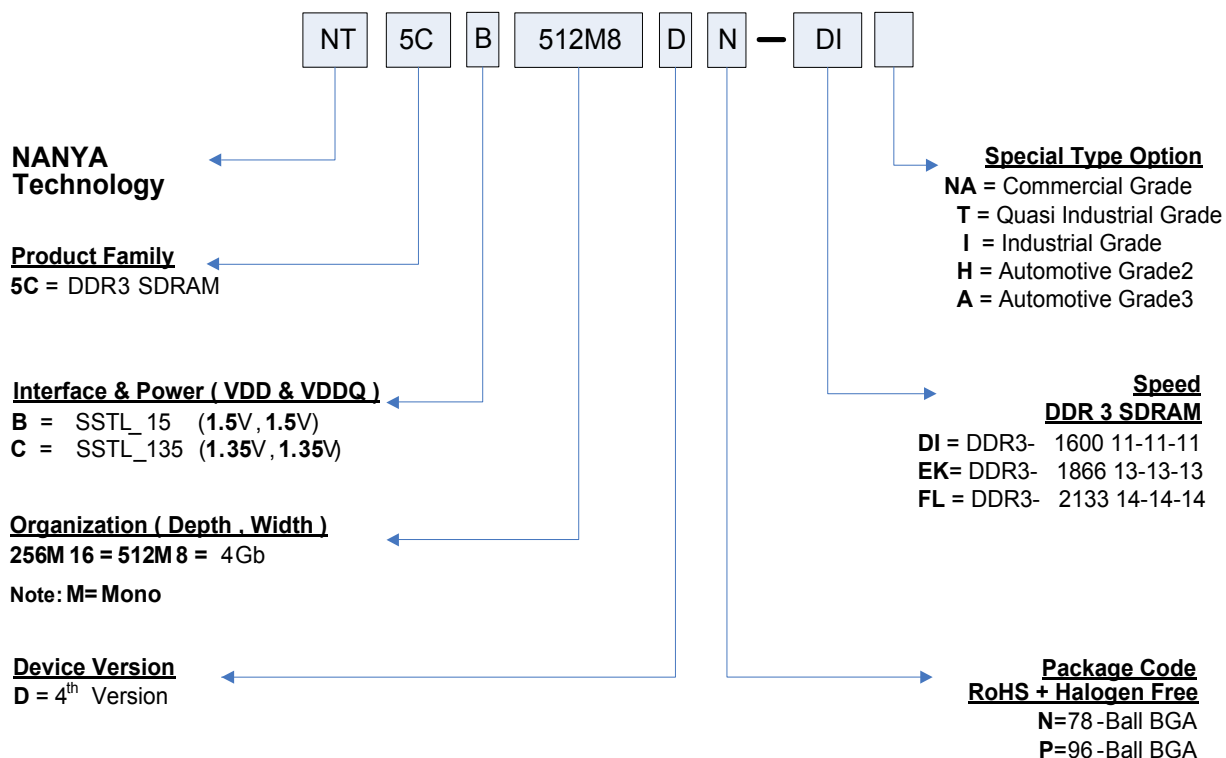 NT 5C B 512M8 D N — DI
NANYA
Technology
Product Family
5C = DDR3 SDRAM
Interface & Power ( VDD & VDDQ )
B = SSTL_15 (1.5V,1.5V)
C = SSTL_135 (1.35V,1.35V)
Organization ( Depth , Width )
256M 16 = 512M 8 = 4Gb
Note: M= Mono
Device Version
D = 4th Version
Special Type Option
NA = Commercial Grade
T = Quasi Industrial Grade
I = Industrial Grade
H = Automotive Grade2
A = Automotive Grade3
Speed
DDR 3 SDRAM
DI = DDR3- 1600 11-11-11
EK= DDR3- 1866 13-13-13
FL = DDR3- 2133 14-14-14
Package Code
RoHS + Halogen Free
N=78 -Ball BGA
P=96 -Ball BGA